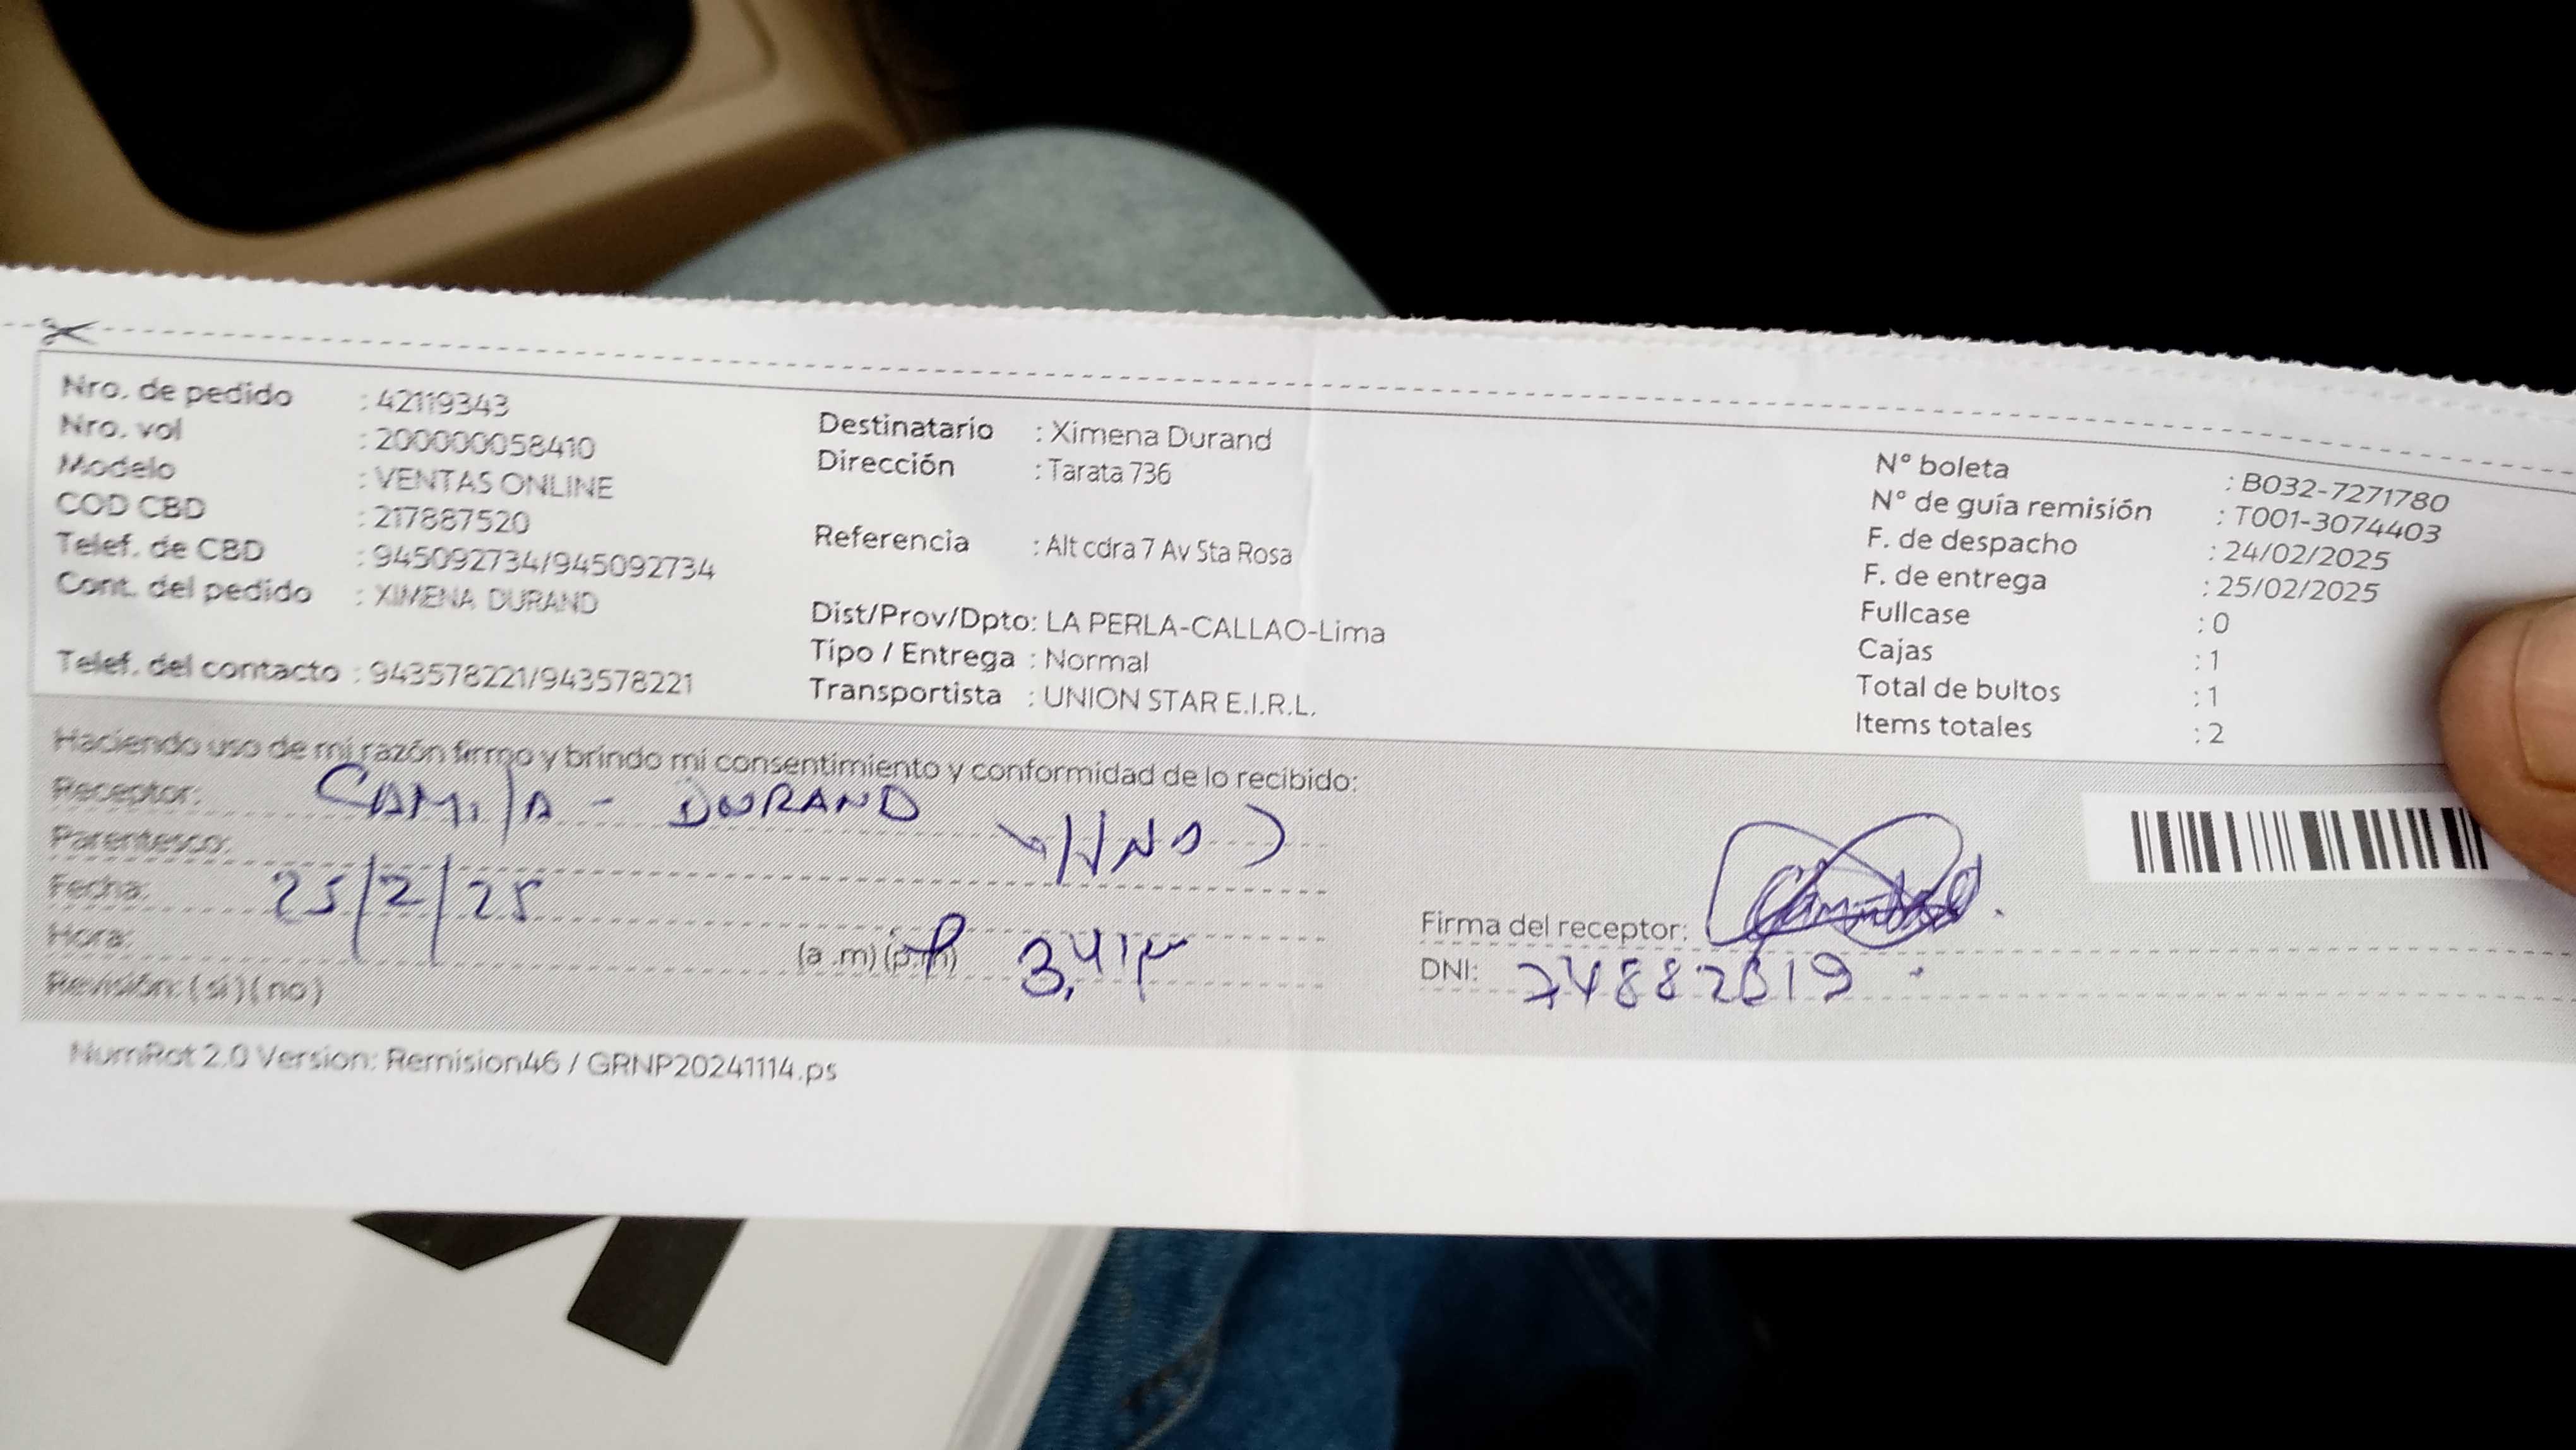 Nro. de pedido : 42119343
Nro. vol : 200000058410
Modelo : VENTAS ONLINE
COD CBD : 217887520
Telef. de CBD : 945092734/945092734
Cont. del pedido : XIMENA DURAND
Telef. del contacto : 943578221/943578221
Destinatario : Ximena Durand
Dirección : Tarata 736
Referencia : Alt cdra 7 Av Sta Rosa
Dist/Prov/Dpto: LA PERLA-CALLAO-Lima
Tipo / Entrega : Normal
Transportista : UNION STAR E.I.R.L.
N° boleta : B032-7271780
N° de guía remisión : T001-3074403
F. de despacho : 24/02/2025
F. de entrega : 25/02/2025
Fullcase : 0
Cajas : 1
Total de bultos : 1
Items totales : 2
Haciendo uso de mi razón firmo y brindo mi consentimiento y conformidad de lo recibido:
Receptor: CAMILA - DURAND
Parentesco:
Fecha: 25/2/25
Hora: (a .m) (p.m) 3,41
Revisión: ( si ) ( no )
Firma del receptor:
DNI: 74882819
NumRot 2.0 Version: Remision46 / GRNP20241114.ps